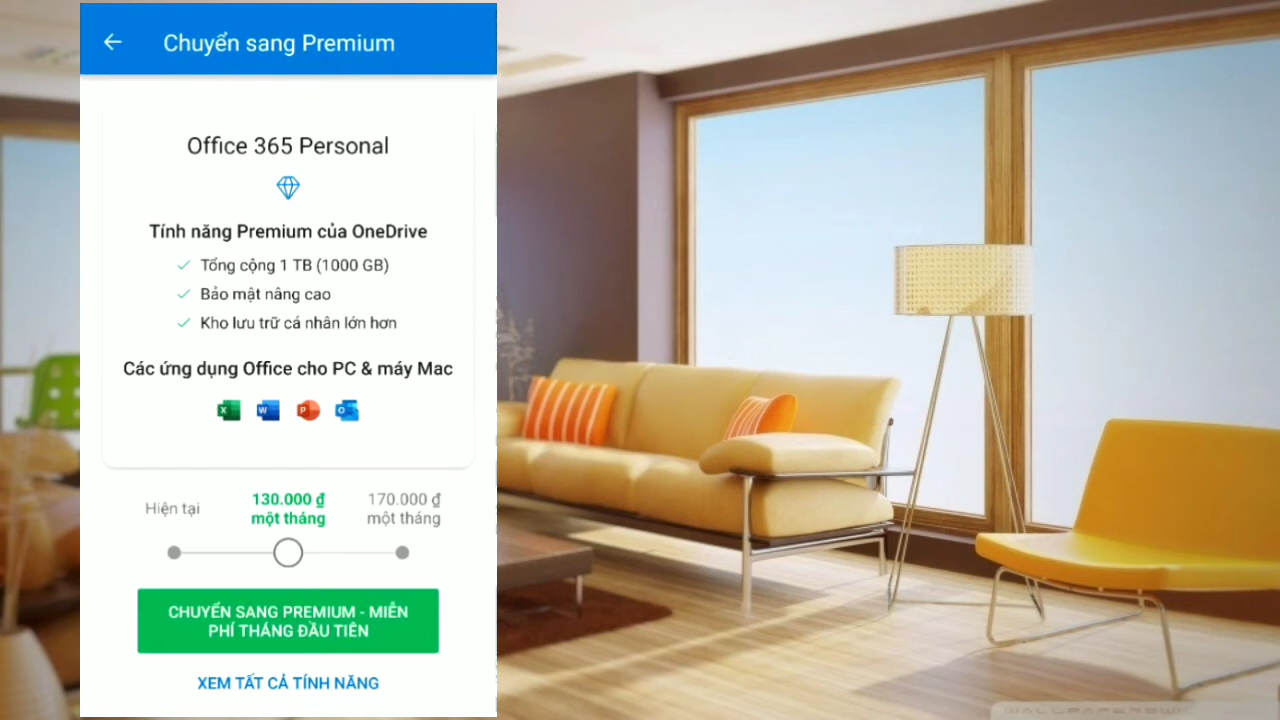 Chuyển sang Premium
Office 365 Personal
Tính năng Premium của OneDrive
Tổng cộng 1 TB (1000 GB)
Bảo mật nâng cao
Kho lưu trữ cá nhân lớn hơn
Các ứng dụng Office cho PC & máy Mac
X W P O
Hiện tại
130.000 ₫
một tháng
170.000 ₫
một tháng
CHUYỂN SANG PREMIUM - MIỄN
PHÍ THÁNG ĐẦU TIÊN
XEM TẤT CẢ TÍNH NĂNG